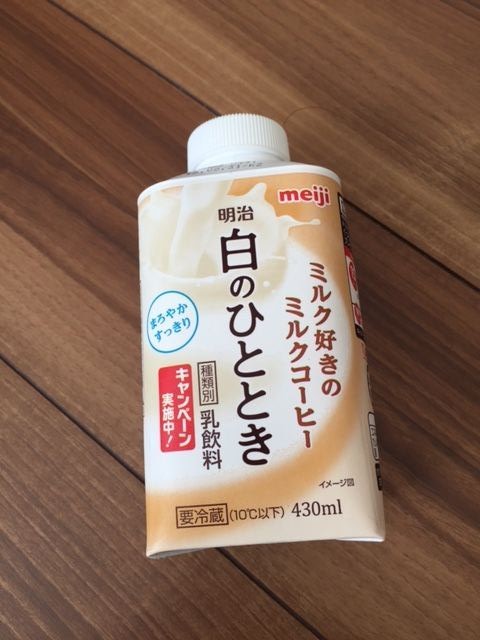 meiji
明治
白のひととき
ミルク好きの
ミルクコーヒー
まろやか
すっきり
種類別 乳飲料
キャンペーン
実施中!
イメージ図
要冷蔵 (10℃以下) 430ml